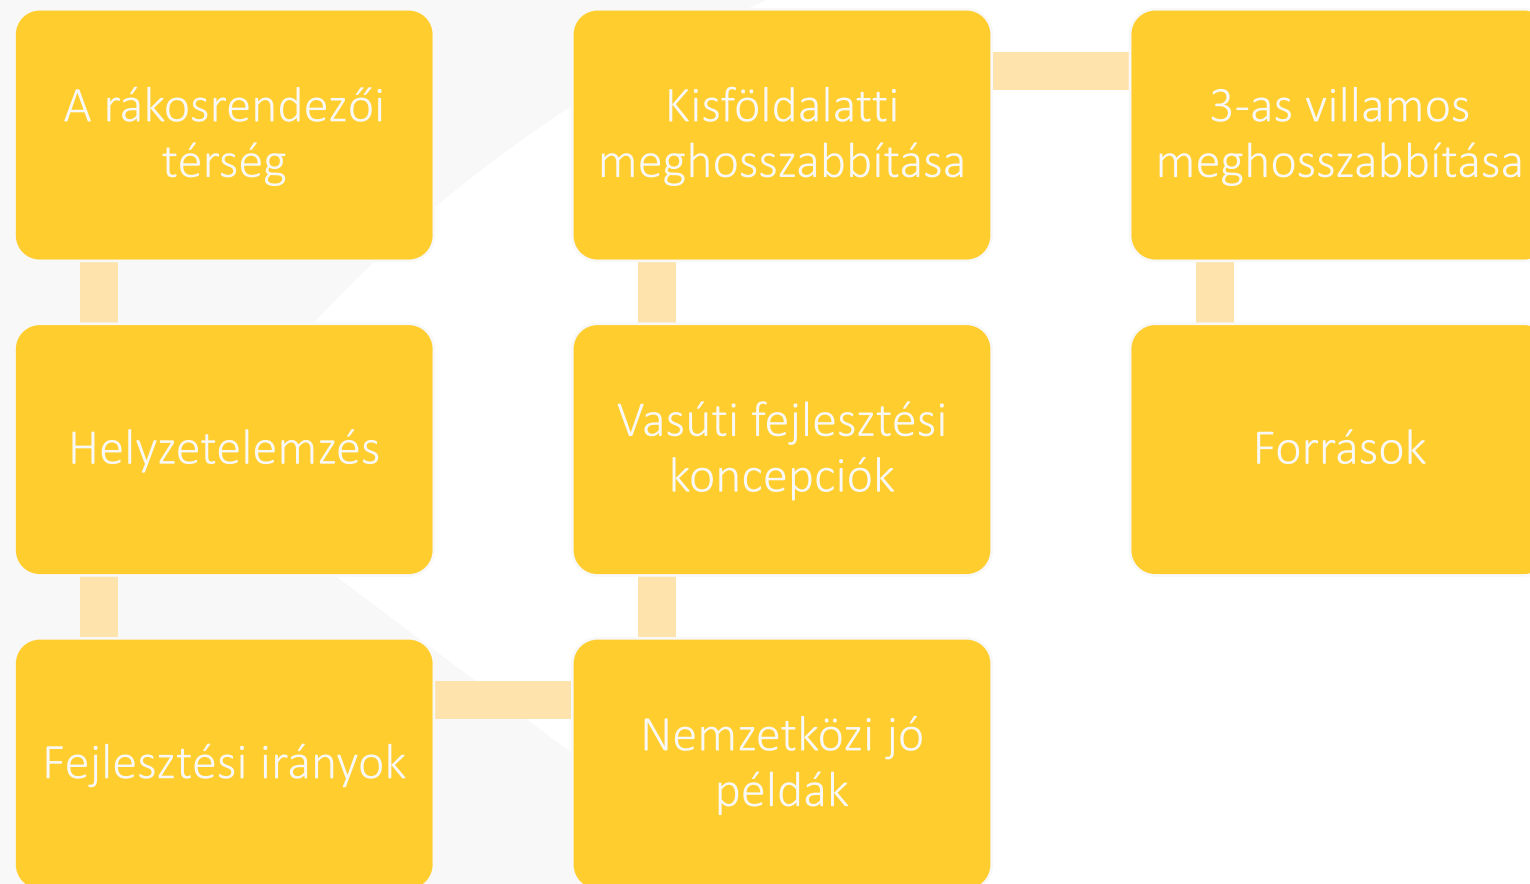 A rákosrendezői
térség
Helyzetelemzés
Fejlesztési irányok
Nemzetközi jó
példák
Vasúti fejlesztési
koncepciók
Kisföldalatti
meghosszabbítása
3-as villamos
meghosszabbítása
Források